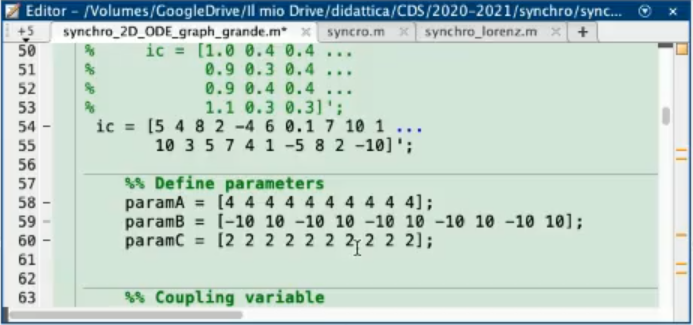 Editor - /Volumes/GoogleDrive/Il mio Drive/didattica/CDS/2020-2021/synchro/sync...
+5 synchro_2D_ODE_graph_grande.m* × syncro.m × synchro_lorenz.m × +
50 % ic = [1.0 0.4 0.4 ...
51 % 0.9 0.3 0.4 ...
52 % 0.9 0.4 0.4 ...
53 % 1.1 0.3 0.3]';
54 - ic = [5 4 8 2 -4 6 0.1 7 10 1 ...
55 10 3 5 7 4 1 -5 8 2 -10]';
56
57 %% Define parameters
58 - paramA = [4 4 4 4 4 4 4 4 4 4];
59 - paramB = [-10 10 -10 10 -10 10 -10 10 -10 10];
60 - paramC = [2 2 2 2 2 2 2 2 2 2];
61
62
63 %% Coupling variable